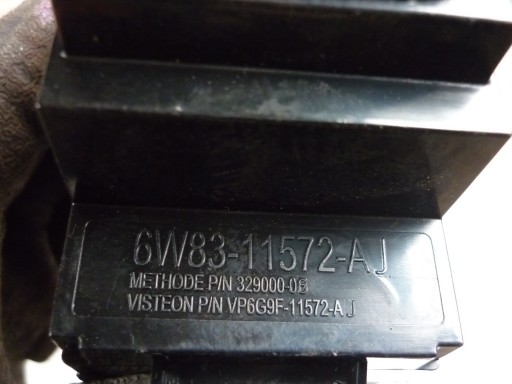 6W83-11572-AJ
METHODE P/N
VISTEON P/N VP6G9F-11572-AJ